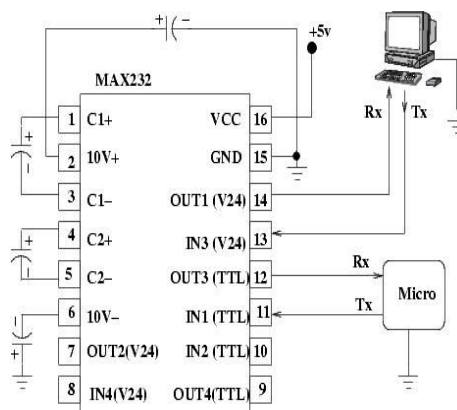 +5v
MAX232
1 C1+ VCC 16
2 10V+ GND 15
3 C1– OUT1 (V24) 14
4 C2+ IN3 (V24) 13
5 C2– OUT3 (TTL) 12
6 10V– IN1 (TTL) 11
7 OUT2(V24) IN2 (TTL) 10
8 IN4(V24) OUT4(TTL) 9
Rx Tx
Rx
Tx
Micro
+ –
+
–
+
–
–
+